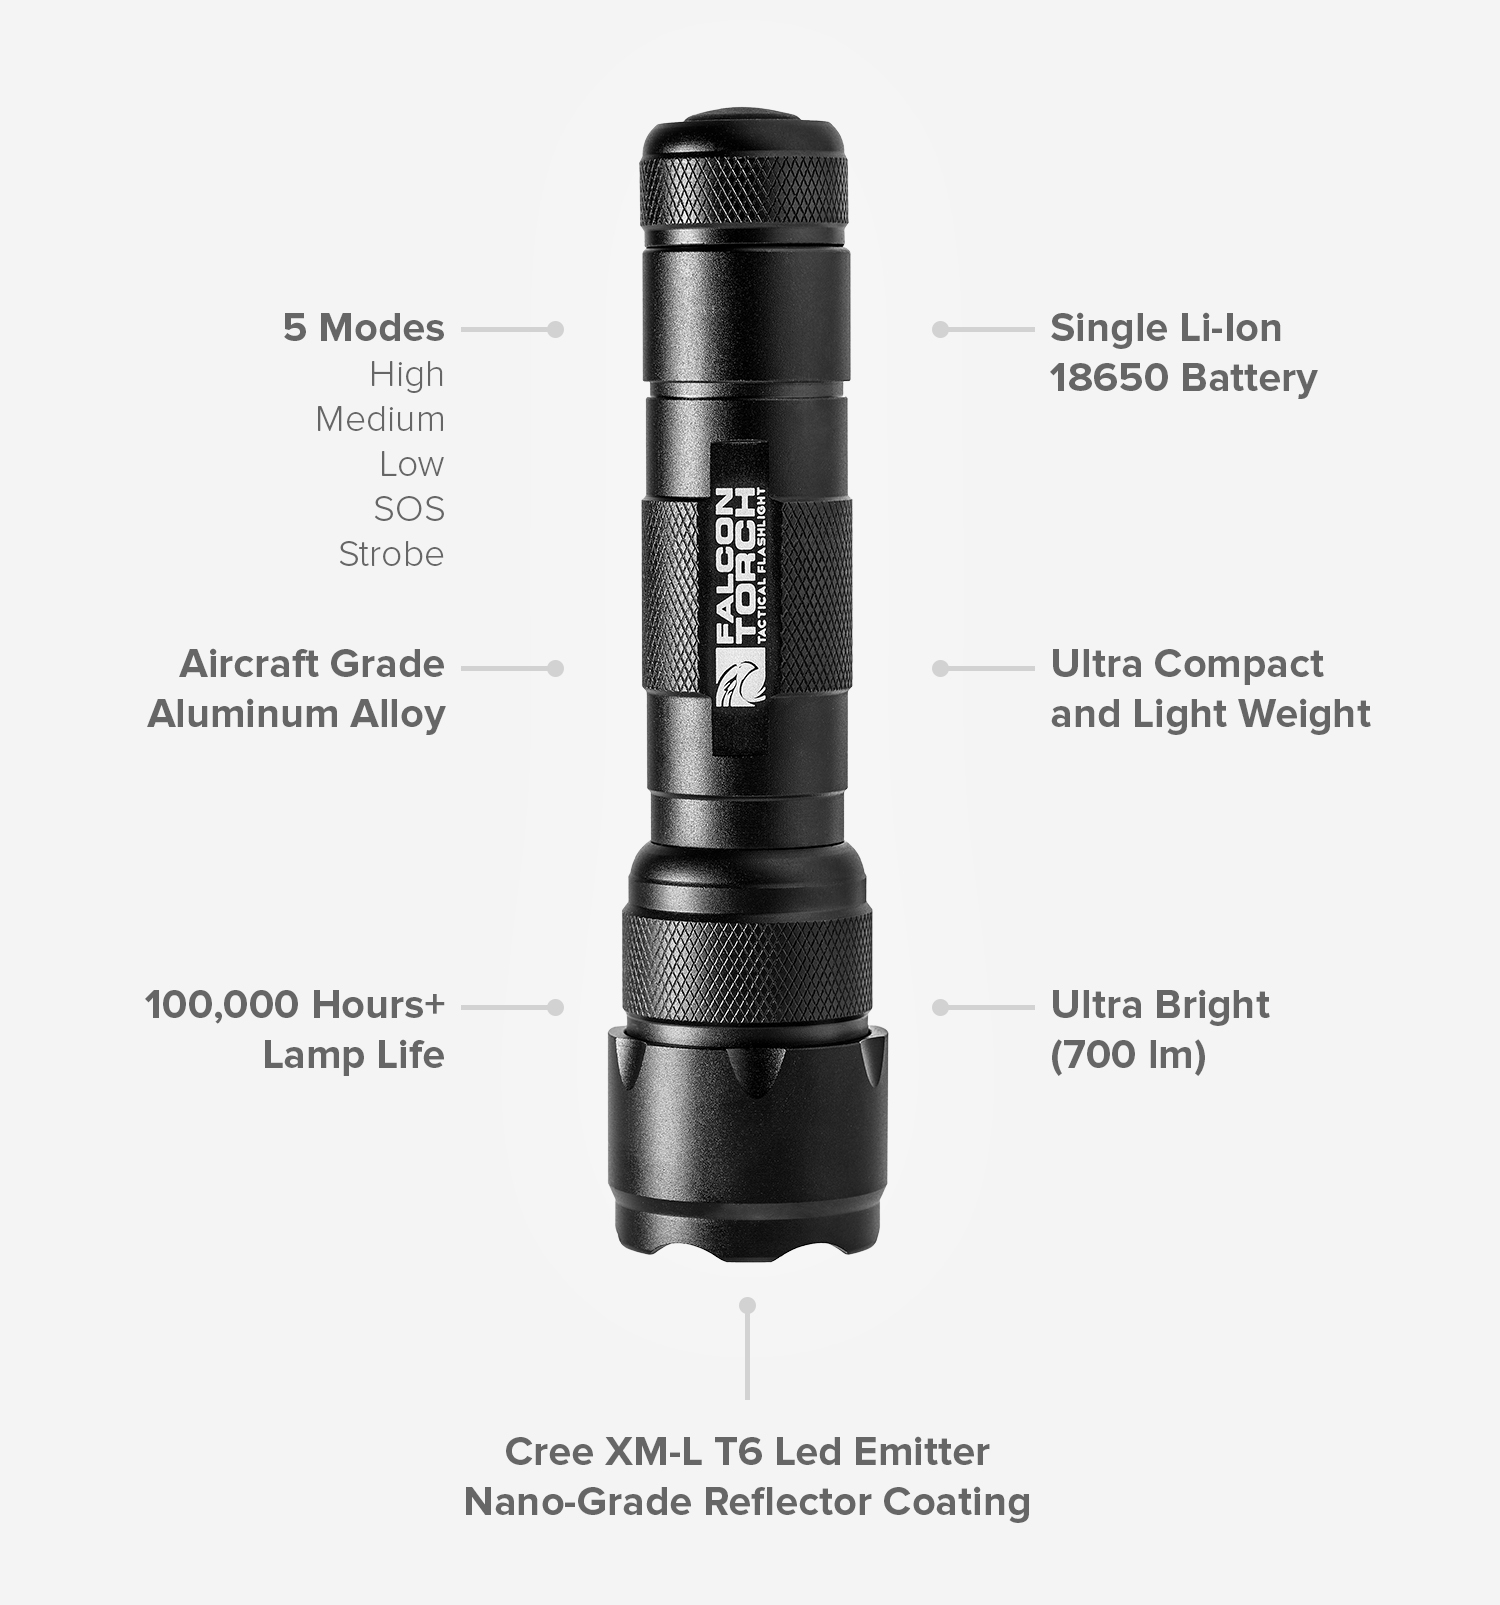 5 Modes
High
Medium
Low
SOS
Strobe
Single Li-Ion
18650 Battery
FALCON
TORCH
TACTICAL FLASHLIGHT
Aircraft Grade
Aluminum Alloy
Ultra Compact
and Light Weight
100,000 Hours+
Lamp Life
Ultra Bright
(700 lm)
Cree XM-L T6 Led Emitter
Nano-Grade Reflector Coating